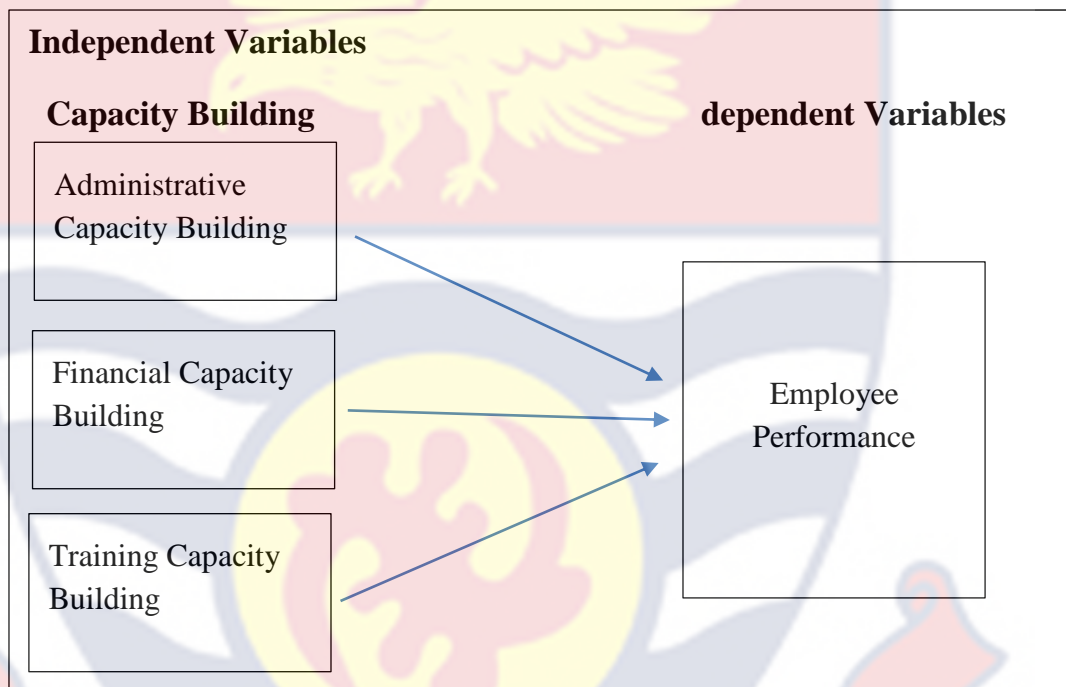 Independent Variables
Capacity Building
dependent Variables
Administrative
Capacity Building
Financial Capacity
Building
Training Capacity
Building
Employee
Performance